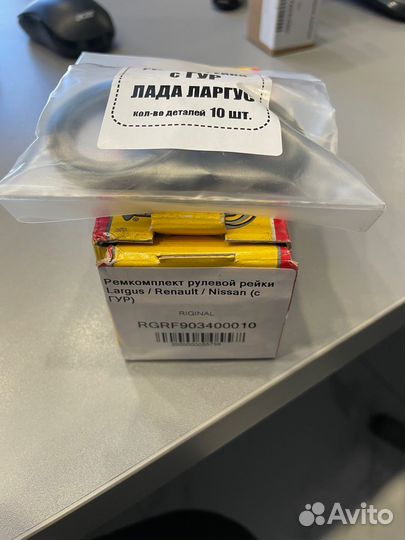 с ГУР
ЛАДА ЛАРГУС
кол-во деталей 10 шт.
Ремкомплект рулевой рейки
Largus / Renault / Nissan (с
ГУР)
RIGINAL
RGRF903400010
Avito